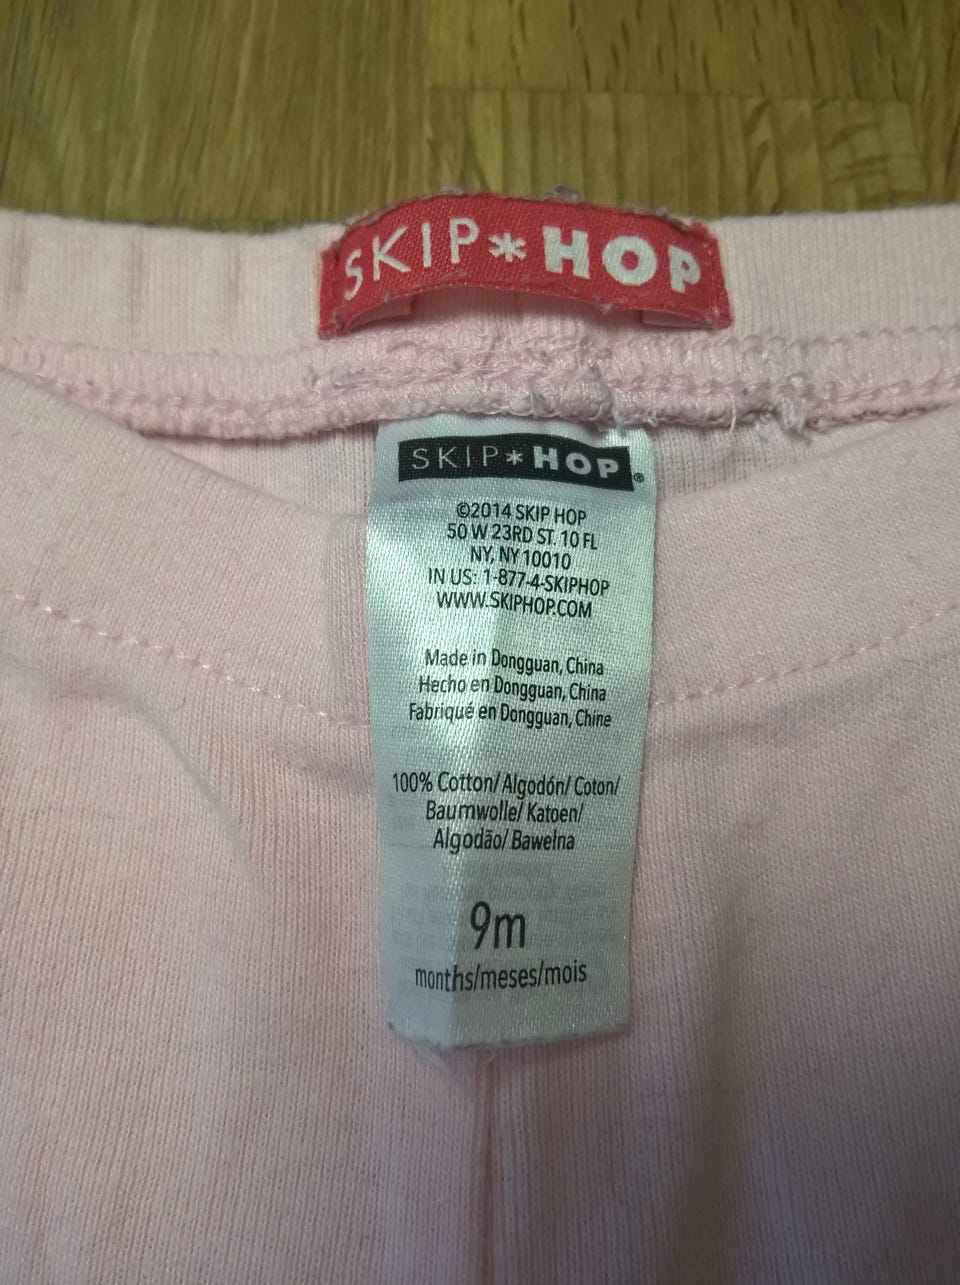 SKIP*HOP
SKIP*HOP®
©2014 SKIP HOP
50 W 23RD ST. 10 FL
NY, NY 10010
IN US: 1-877-4-SKIPHOP
WWW.SKIPHOP.COM
Made in Dongguan, China
Hecho en Dongguan, China
Fabriqué en Dongguan, Chine
100% Cotton/ Algodón/ Coton/
Baumwolle/ Katoen/
Algodão/ Bawełna
9m
months/meses/mois